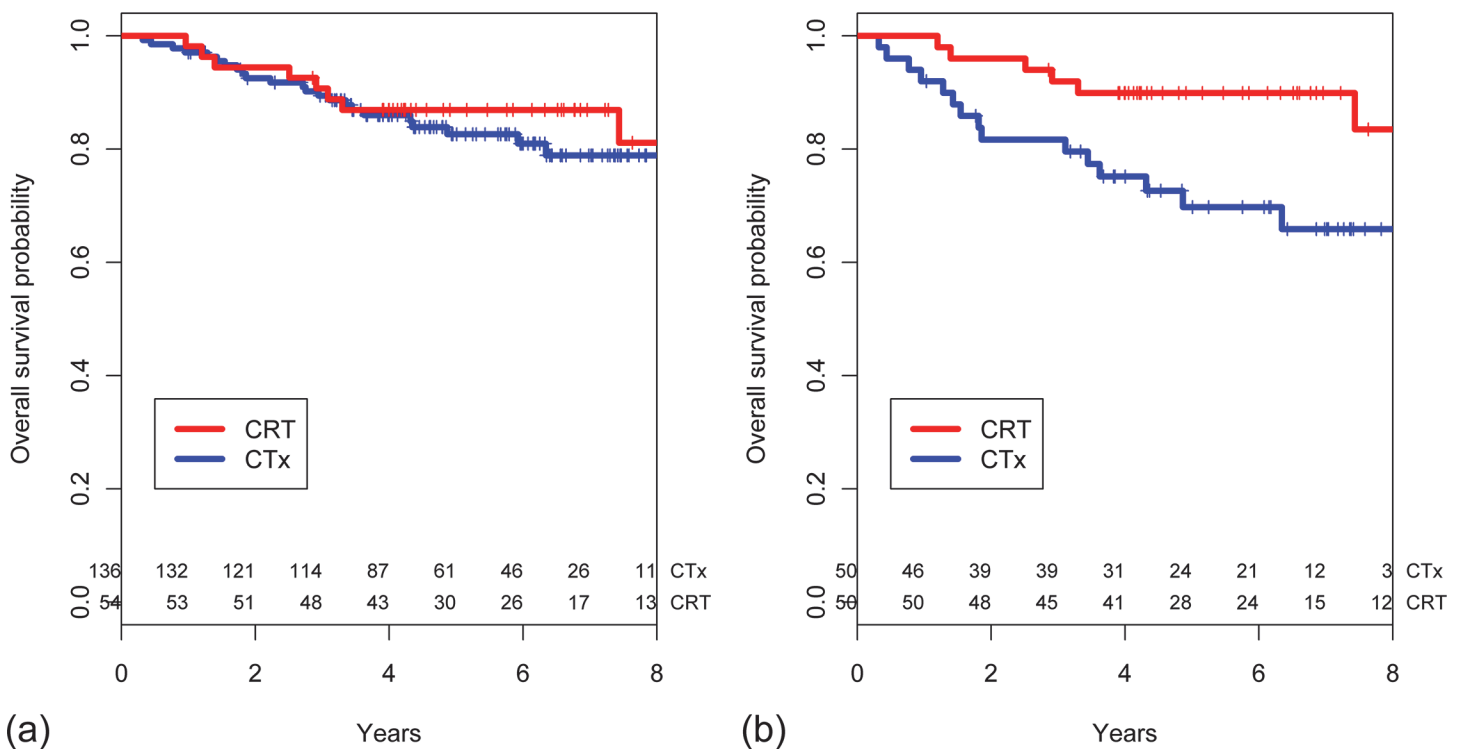 1.0
0.8
0.6
0.4
0.2
0.0
Overall survival probability
CRT
CTx
136 132 121 114 87 61 46 26 11 CTx
54 53 51 48 43 30 26 17 13 CRT
0 2 4 6 8
Years
(a)
1.0
0.8
0.6
0.4
0.2
0.0
Overall survival probability
CRT
CTx
50 46 39 39 31 24 21 12 3 CTx
50 50 48 45 41 28 24 15 12 CRT
0 2 4 6 8
Years
(b)